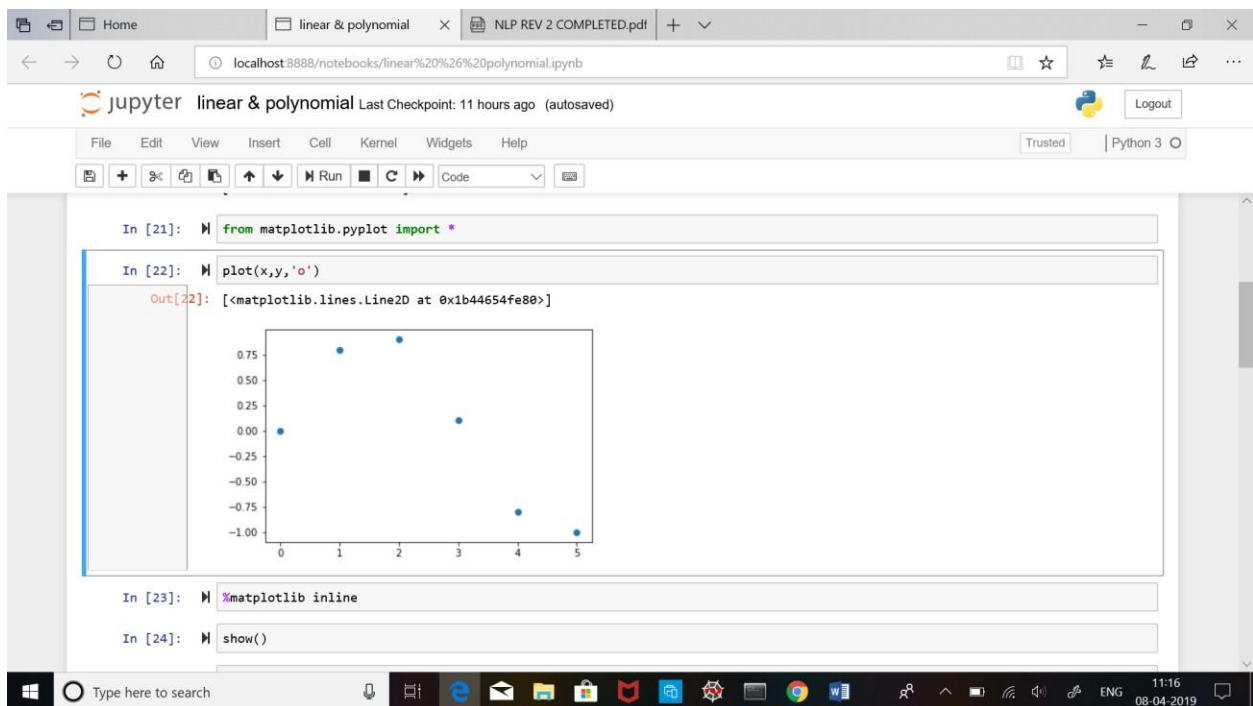 Home
linear & polynomial
NLP REV 2 COMPLETED.pdf
localhost:8888/notebooks/linear%20%26%20polynomial.ipynb
jupyter linear & polynomial Last Checkpoint: 11 hours ago (autosaved)
Logout
File Edit View Insert Cell Kernel Widgets Help
Trusted
Python 3
Run
Code
In [21]: from matplotlib.pyplot import *
In [22]: plot(x,y,'o')
Out[22]: [<matplotlib.lines.Line2D at 0x1b44654fe80>]
0.75
0.50
0.25
0.00
−0.25
−0.50
−0.75
−1.00
0 1 2 3 4 5
In [23]: %matplotlib inline
In [24]: show()
Type here to search
ENG
11:16
08-04-2019